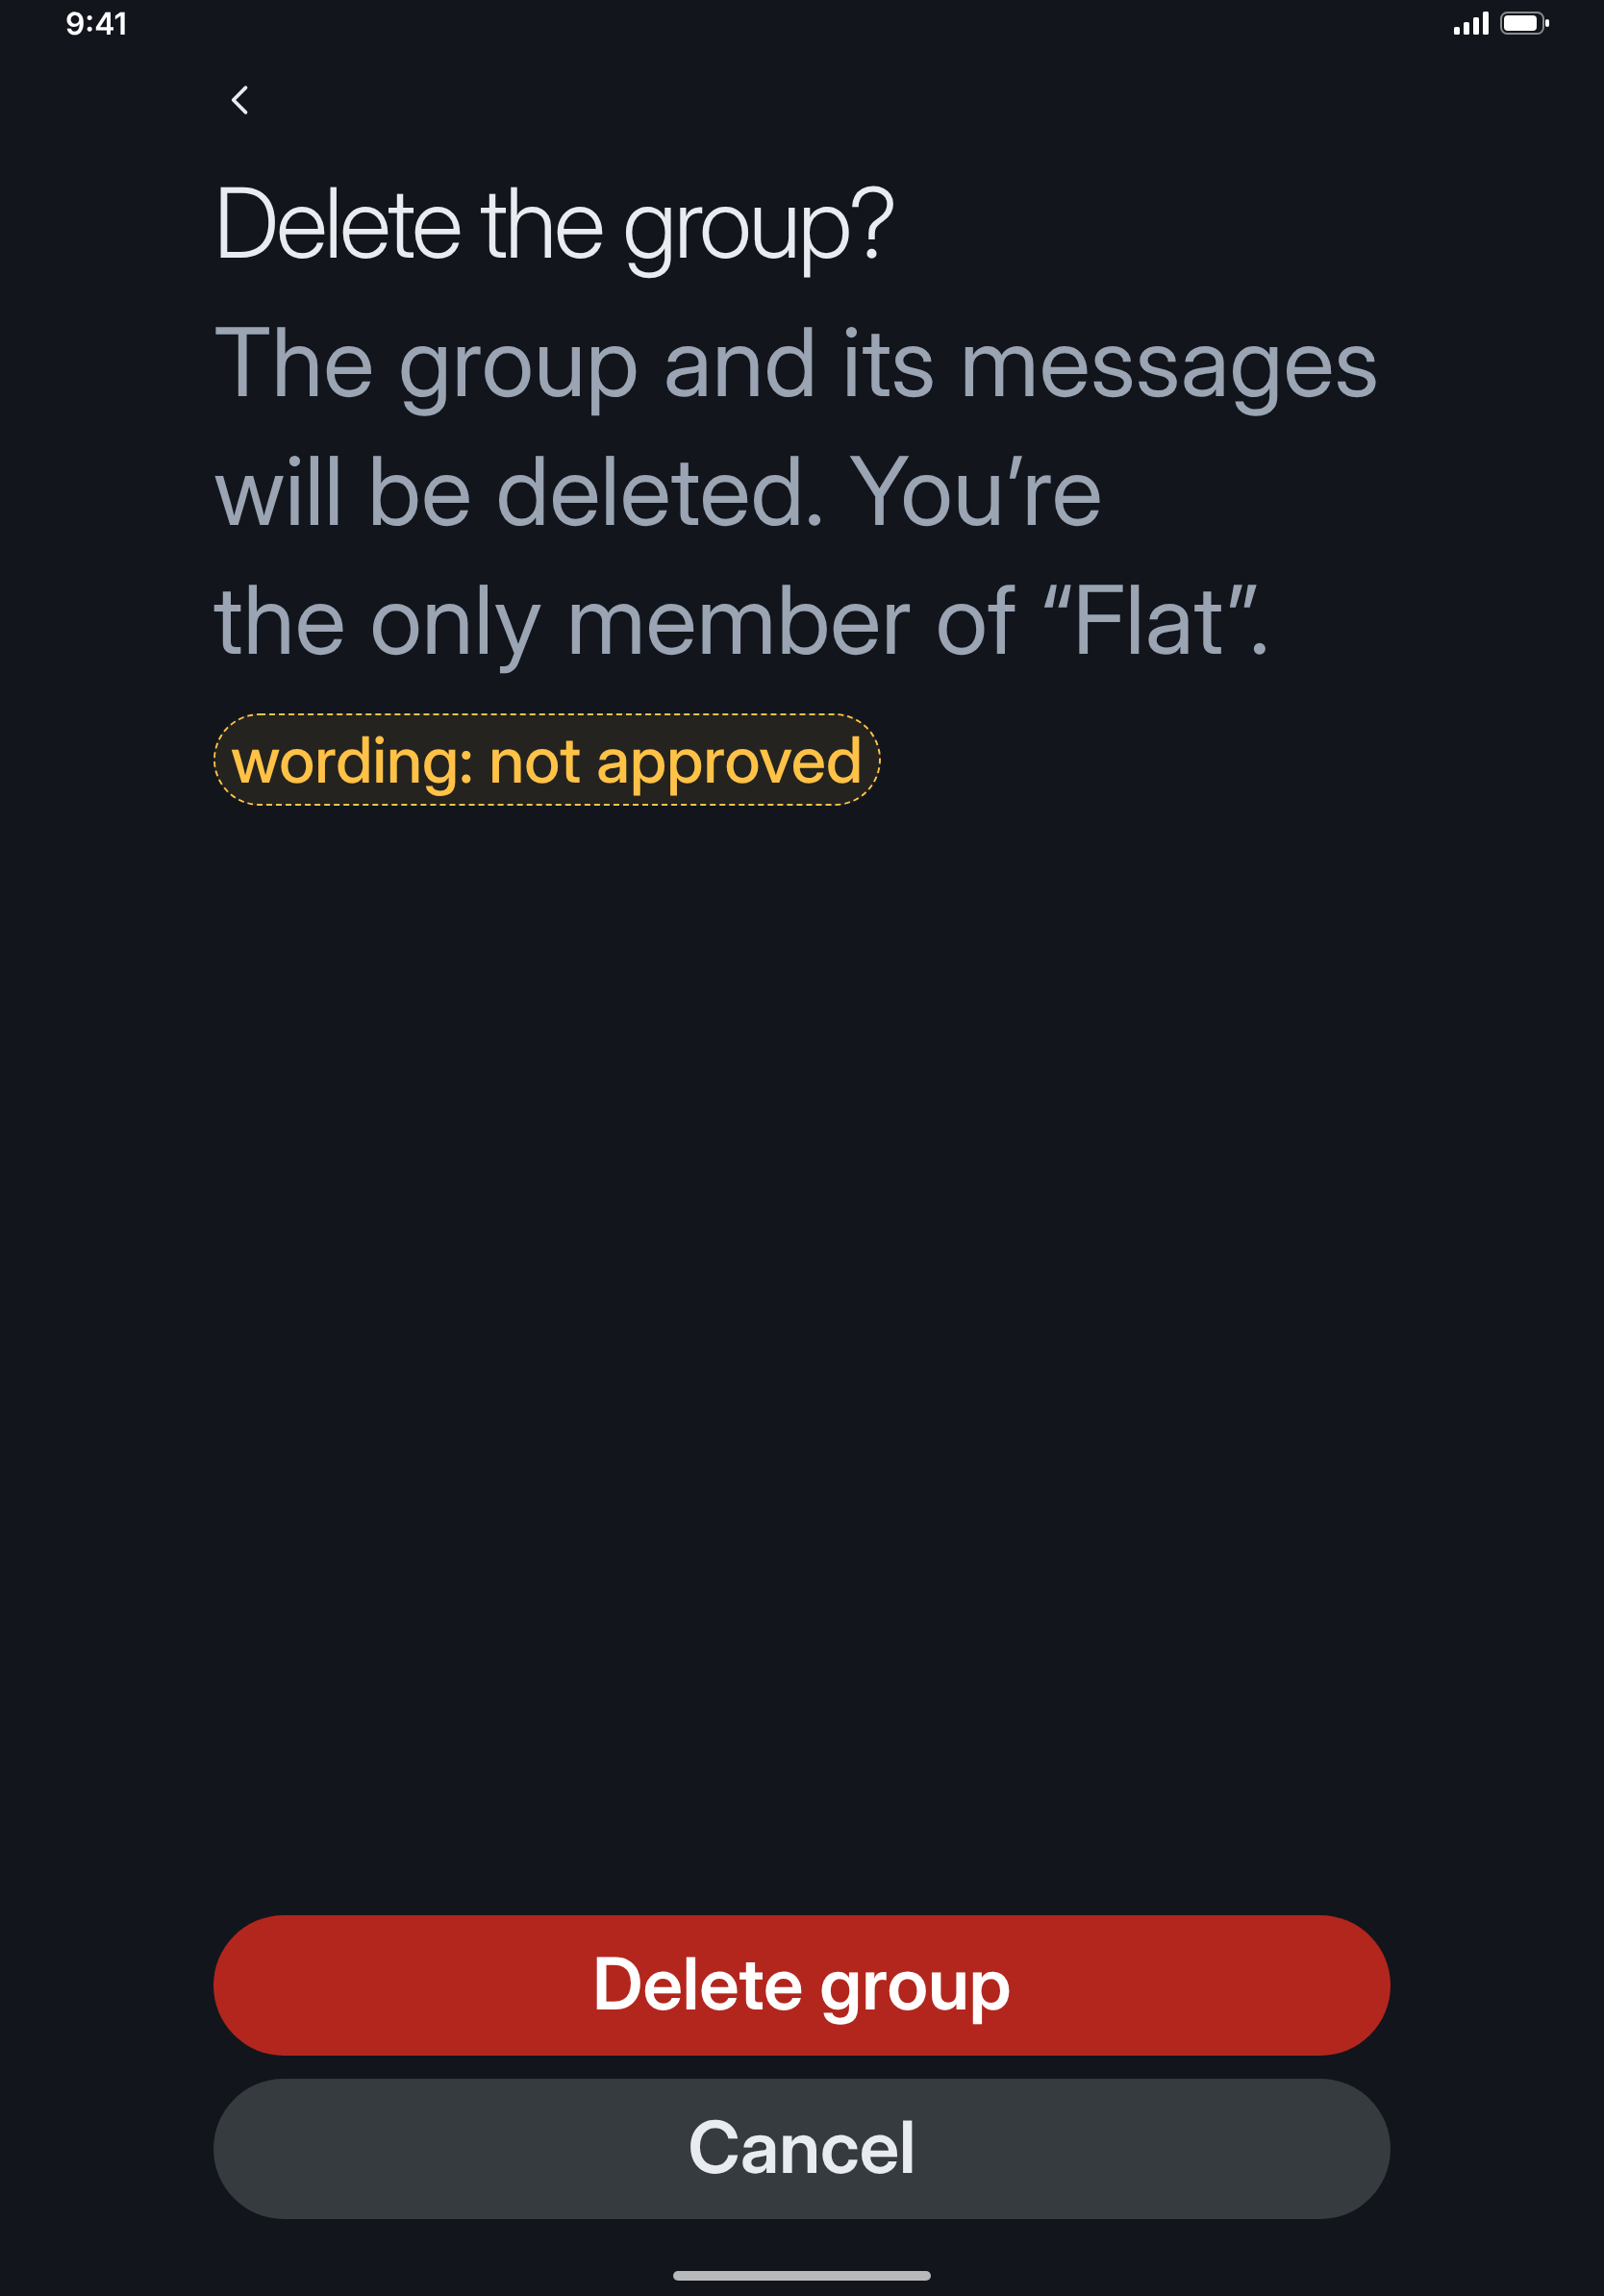 9:41
Delete the group?
The group and its messages
will be deleted. You’re
the only member of “Flat”.
wording: not approved
Delete group
Cancel